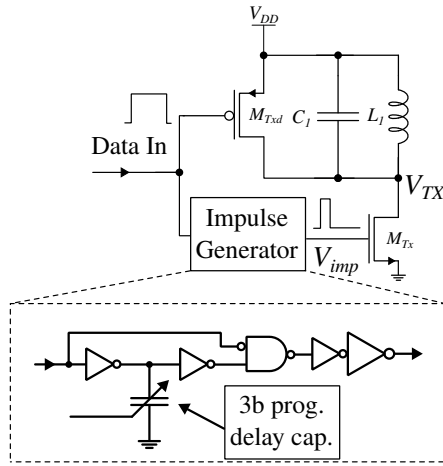 V_DD
M_Txd
C_1
L_1
Data In
V_TX
Impulse
Generator
V_imp
M_Tx
3b prog.
delay cap.